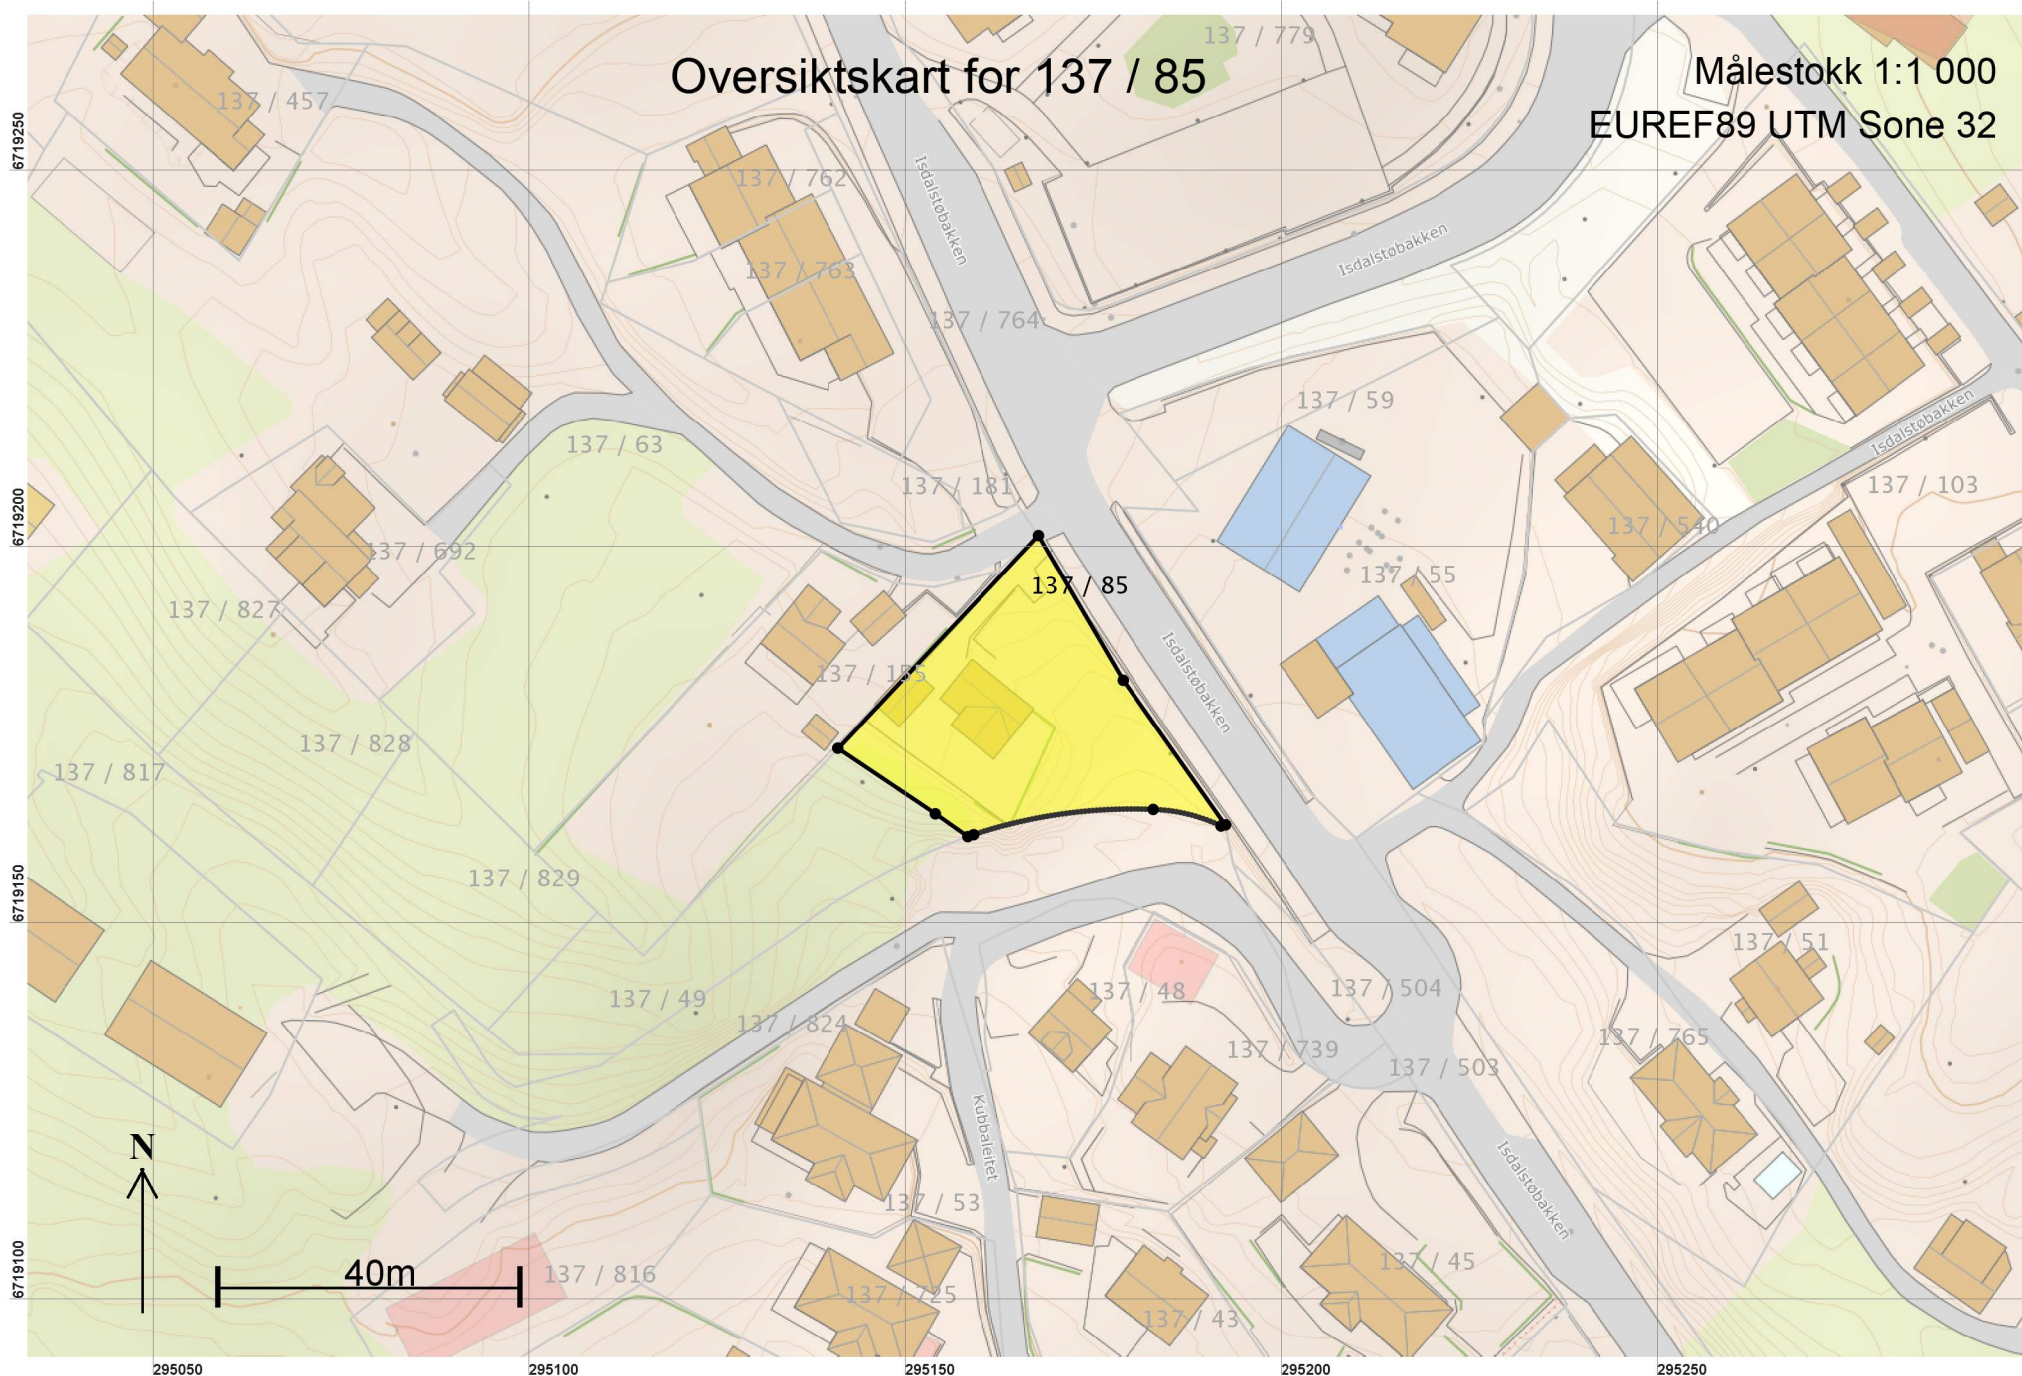 Oversiktskart for 137 / 85
Målestokk 1:1 000
EUREF89 UTM Sone 32
137 / 779
137 / 457
137 / 762
Isdalstøbakken
137 / 763
Isdalstøbakken
137 / 764
137 / 59
Isdalstøbakken
137 / 63
137 / 181
137 / 103
137 / 540
137 / 692
137 / 55
137 / 85
137 / 827
137 / 155
Isdalstøbakken
137 / 828
137 / 817
137 / 829
137 / 51
137 / 49
137 / 48
137 / 504
137 / 824
137 / 765
137 / 739
137 / 503
Kubbaleitet
Isdalstøbakken
137 / 53
137 / 45
137 / 816
137 / 725
137 / 43
N
40m
6719250
6719200
6719150
6719100
295050
295100
295150
295200
295250